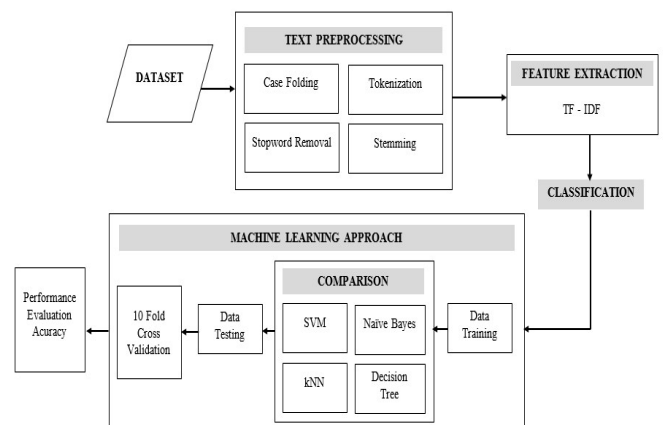 DATASET
TEXT PREPROCESSING
Case Folding
Tokenization
Stopword Removal
Stemming
FEATURE EXTRACTION
TF - IDF
CLASSIFICATION
MACHINE LEARNING APPROACH
Performance
Evaluation
Acuracy
10 Fold
Cross
Validation
Data
Testing
COMPARISON
SVM
Naïve Bayes
kNN
Decision
Tree
Data
Training